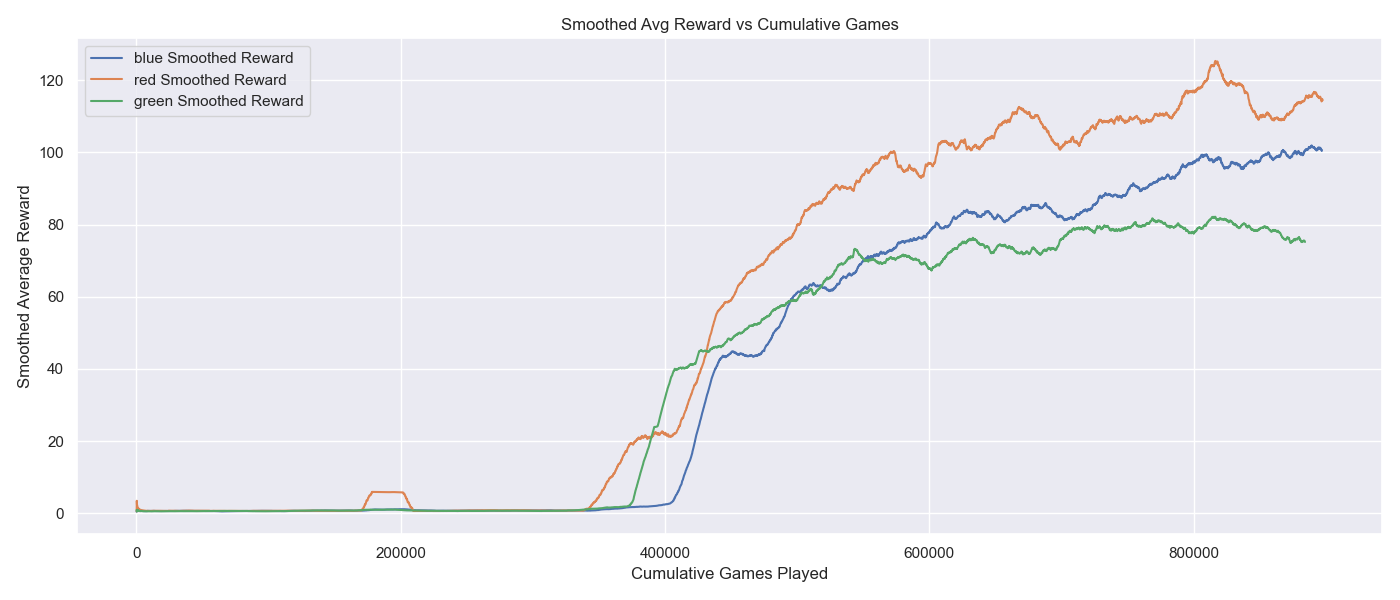 Smoothed Avg Reward vs Cumulative Games
blue Smoothed Reward
red Smoothed Reward
green Smoothed Reward
Smoothed Average Reward
120
100
80
60
40
20
0
0 200000 400000 600000 800000
Cumulative Games Played